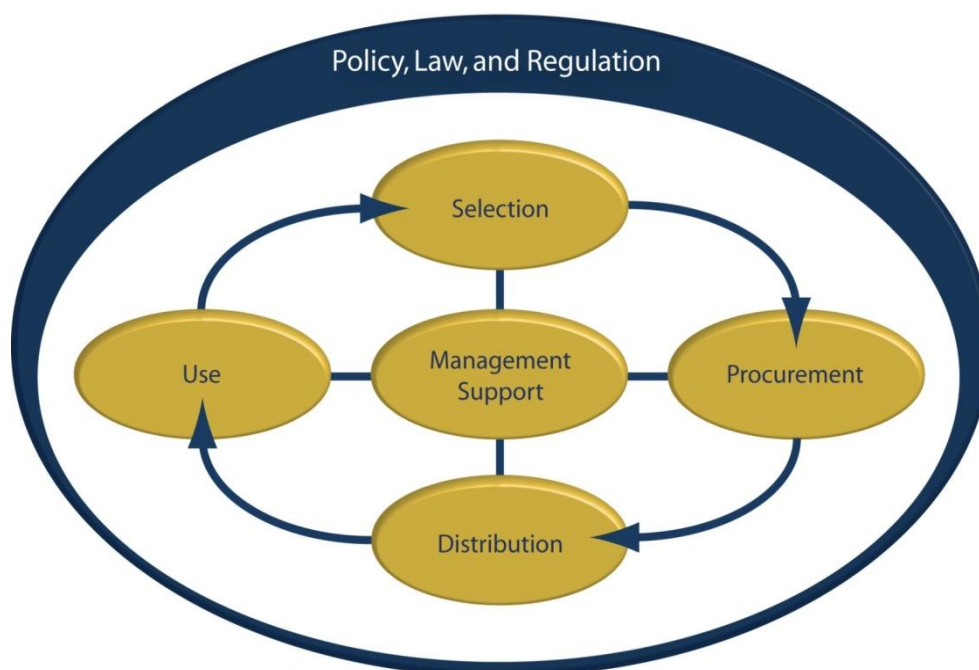 Policy, Law, and Regulation
Selection
Use
Management
Support
Procurement
Distribution